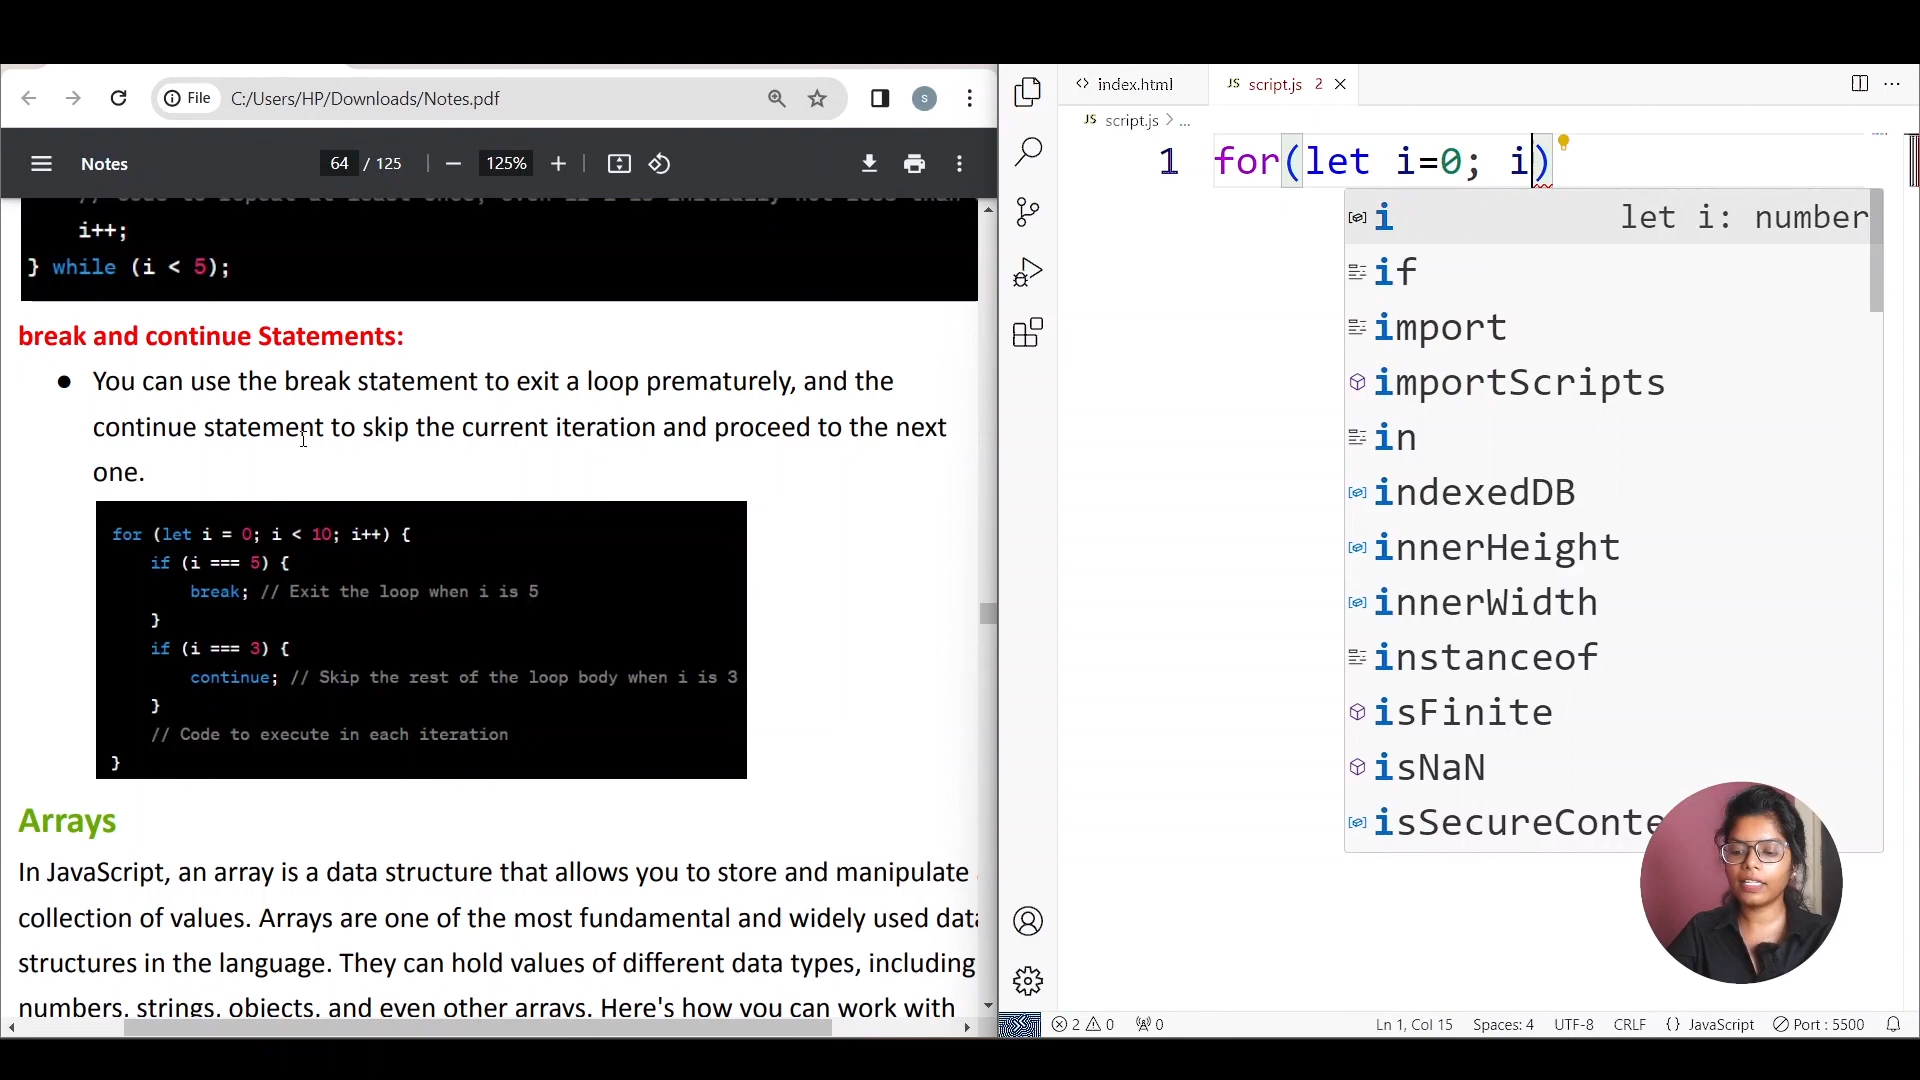 File C:/Users/HP/Downloads/Notes.pdf S
Notes 64 / 125 125%
i++;
} while (i < 5);
break and continue Statements:
● You can use the break statement to exit a loop prematurely, and the
continue statement to skip the current iteration and proceed to the next
one.
for (let i = 0; i < 10; i++) {
if (i === 5) {
break; // Exit the loop when i is 5
}
if (i === 3) {
continue; // Skip the rest of the loop body when i is 3
}
// Code to execute in each iteration
}
Arrays
In JavaScript, an array is a data structure that allows you to store and manipulate
collection of values. Arrays are one of the most fundamental and widely used data
structures in the language. They can hold values of different data types, including
numbers, strings, objects, and even other arrays. Here's how you can work with
<> index.html JS script.js 2
JS script.js > ...
1 for(let i=0; i)
i let i: number
if
import
importScripts
in
indexedDB
innerHeight
innerWidth
instanceof
isFinite
isNaN
isSecureConte
2 0 0 Ln 1, Col 15 Spaces: 4 UTF-8 CRLF {} JavaScript Port : 5500